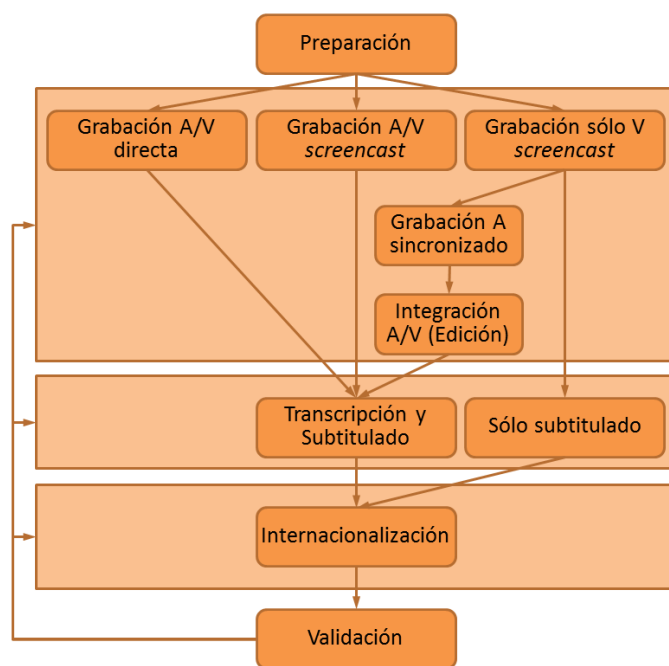 Preparación
Grabación A/V
directa
Grabación A/V
screencast
Grabación sólo V
screencast
Grabación A
sincronizado
Integración
A/V (Edición)
Transcripción y
Subtitulado
Sólo subtitulado
Internacionalización
Validación